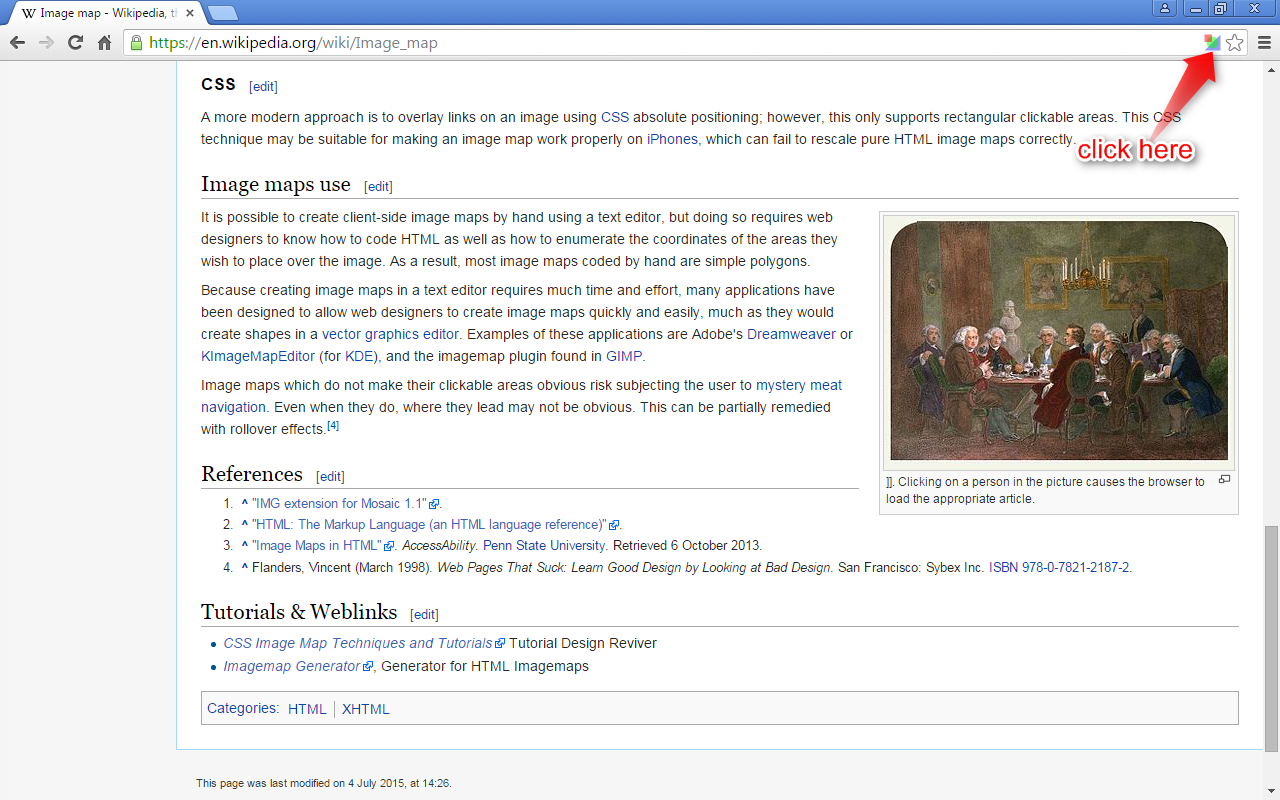 Image map - Wikipedia, th
https://en.wikipedia.org/wiki/Image_map
click here
CSS [edit]
A more modern approach is to overlay links on an image using CSS absolute positioning; however, this only supports rectangular clickable areas. This CSS
technique may be suitable for making an image map work properly on iPhones, which can fail to rescale pure HTML image maps correctly.
Image maps use [edit]
It is possible to create client-side image maps by hand using a text editor, but doing so requires web
designers to know how to code HTML as well as how to enumerate the coordinates of the areas they
wish to place over the image. As a result, most image maps coded by hand are simple polygons.
Because creating image maps in a text editor requires much time and effort, many applications have
been designed to allow web designers to create image maps quickly and easily, much as they would
create shapes in a vector graphics editor. Examples of these applications are Adobe's Dreamweaver or
KImageMapEditor (for KDE), and the imagemap plugin found in GIMP.
Image maps which do not make their clickable areas obvious risk subjecting the user to mystery meat
navigation. Even when they do, where they lead may not be obvious. This can be partially remedied
with rollover effects.[4]
]]. Clicking on a person in the picture causes the browser to
load the appropriate article.
References [edit]
1. ^ "IMG extension for Mosaic 1.1".
2. ^ "HTML: The Markup Language (an HTML language reference)".
3. ^ "Image Maps in HTML". AccessAbility. Penn State University. Retrieved 6 October 2013.
4. ^ Flanders, Vincent (March 1998). Web Pages That Suck: Learn Good Design by Looking at Bad Design. San Francisco: Sybex Inc. ISBN 978-0-7821-2187-2.
Tutorials & Weblinks [edit]
• CSS Image Map Techniques and Tutorials Tutorial Design Reviver
• Imagemap Generator, Generator for HTML Imagemaps
Categories: HTML | XHTML
This page was last modified on 4 July 2015, at 14:26.